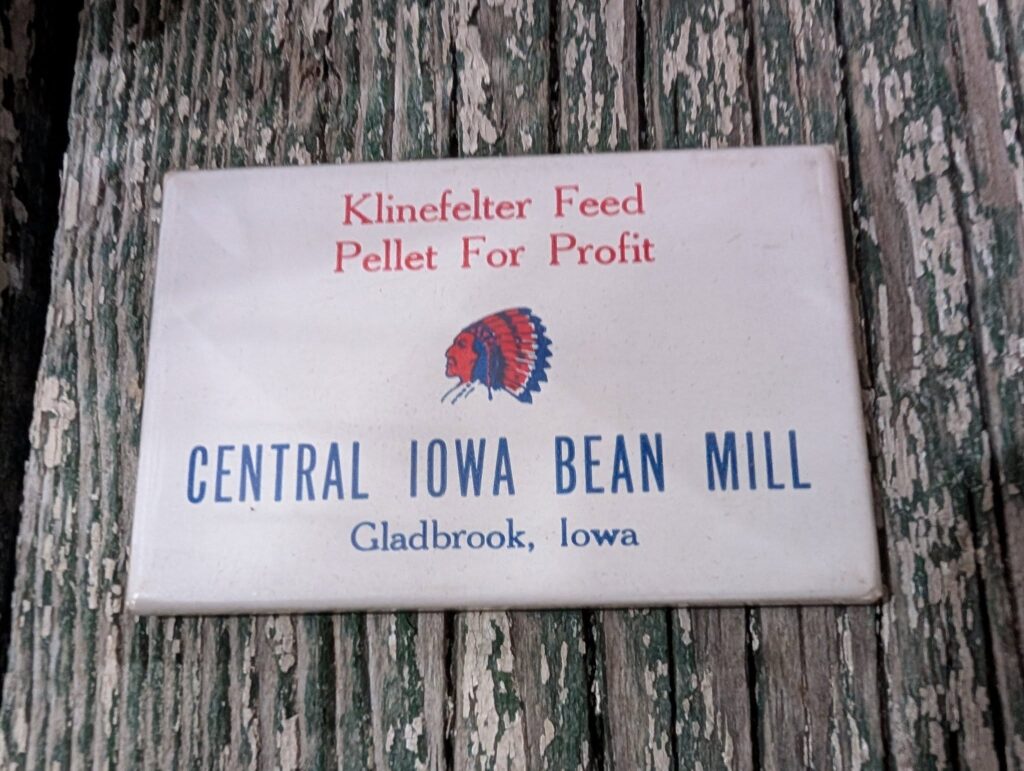 Klinefelter Feed
Pellet For Profit
CENTRAL IOWA BEAN MILL
Gladbrook, Iowa